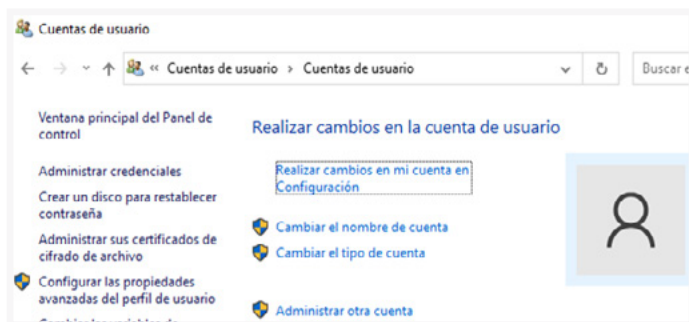 Cuentas de usuario
« Cuentas de usuario > Cuentas de usuario
Buscar e
Ventana principal del Panel de
control
Administrar credenciales
Crear un disco para restablecer
contraseña
Administrar sus certificados de
cifrado de archivo
Configurar las propiedades
avanzadas del perfil de usuario
Realizar cambios en la cuenta de usuario
Realizar cambios en mi cuenta en
Configuración
Cambiar el nombre de cuenta
Cambiar el tipo de cuenta
Administrar otra cuenta